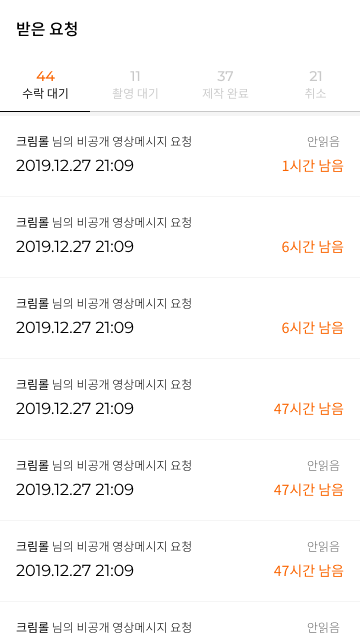 받은 요청
44 11 37 21
수락 대기 촬영 대기 제작 완료 취소
크림롤 님의 비공개 영상메시지 요청 안읽음
2019.12.27 21:09 1시간 남음
크림롤 님의 비공개 영상메시지 요청
2019.12.27 21:09 6시간 남음
크림롤 님의 비공개 영상메시지 요청
2019.12.27 21:09 6시간 남음
크림롤 님의 비공개 영상메시지 요청
2019.12.27 21:09 47시간 남음
크림롤 님의 비공개 영상메시지 요청 안읽음
2019.12.27 21:09 47시간 남음
크림롤 님의 비공개 영상메시지 요청 안읽음
2019.12.27 21:09 47시간 남음
크림롤 님의 비공개 영상메시지 요청 안읽음